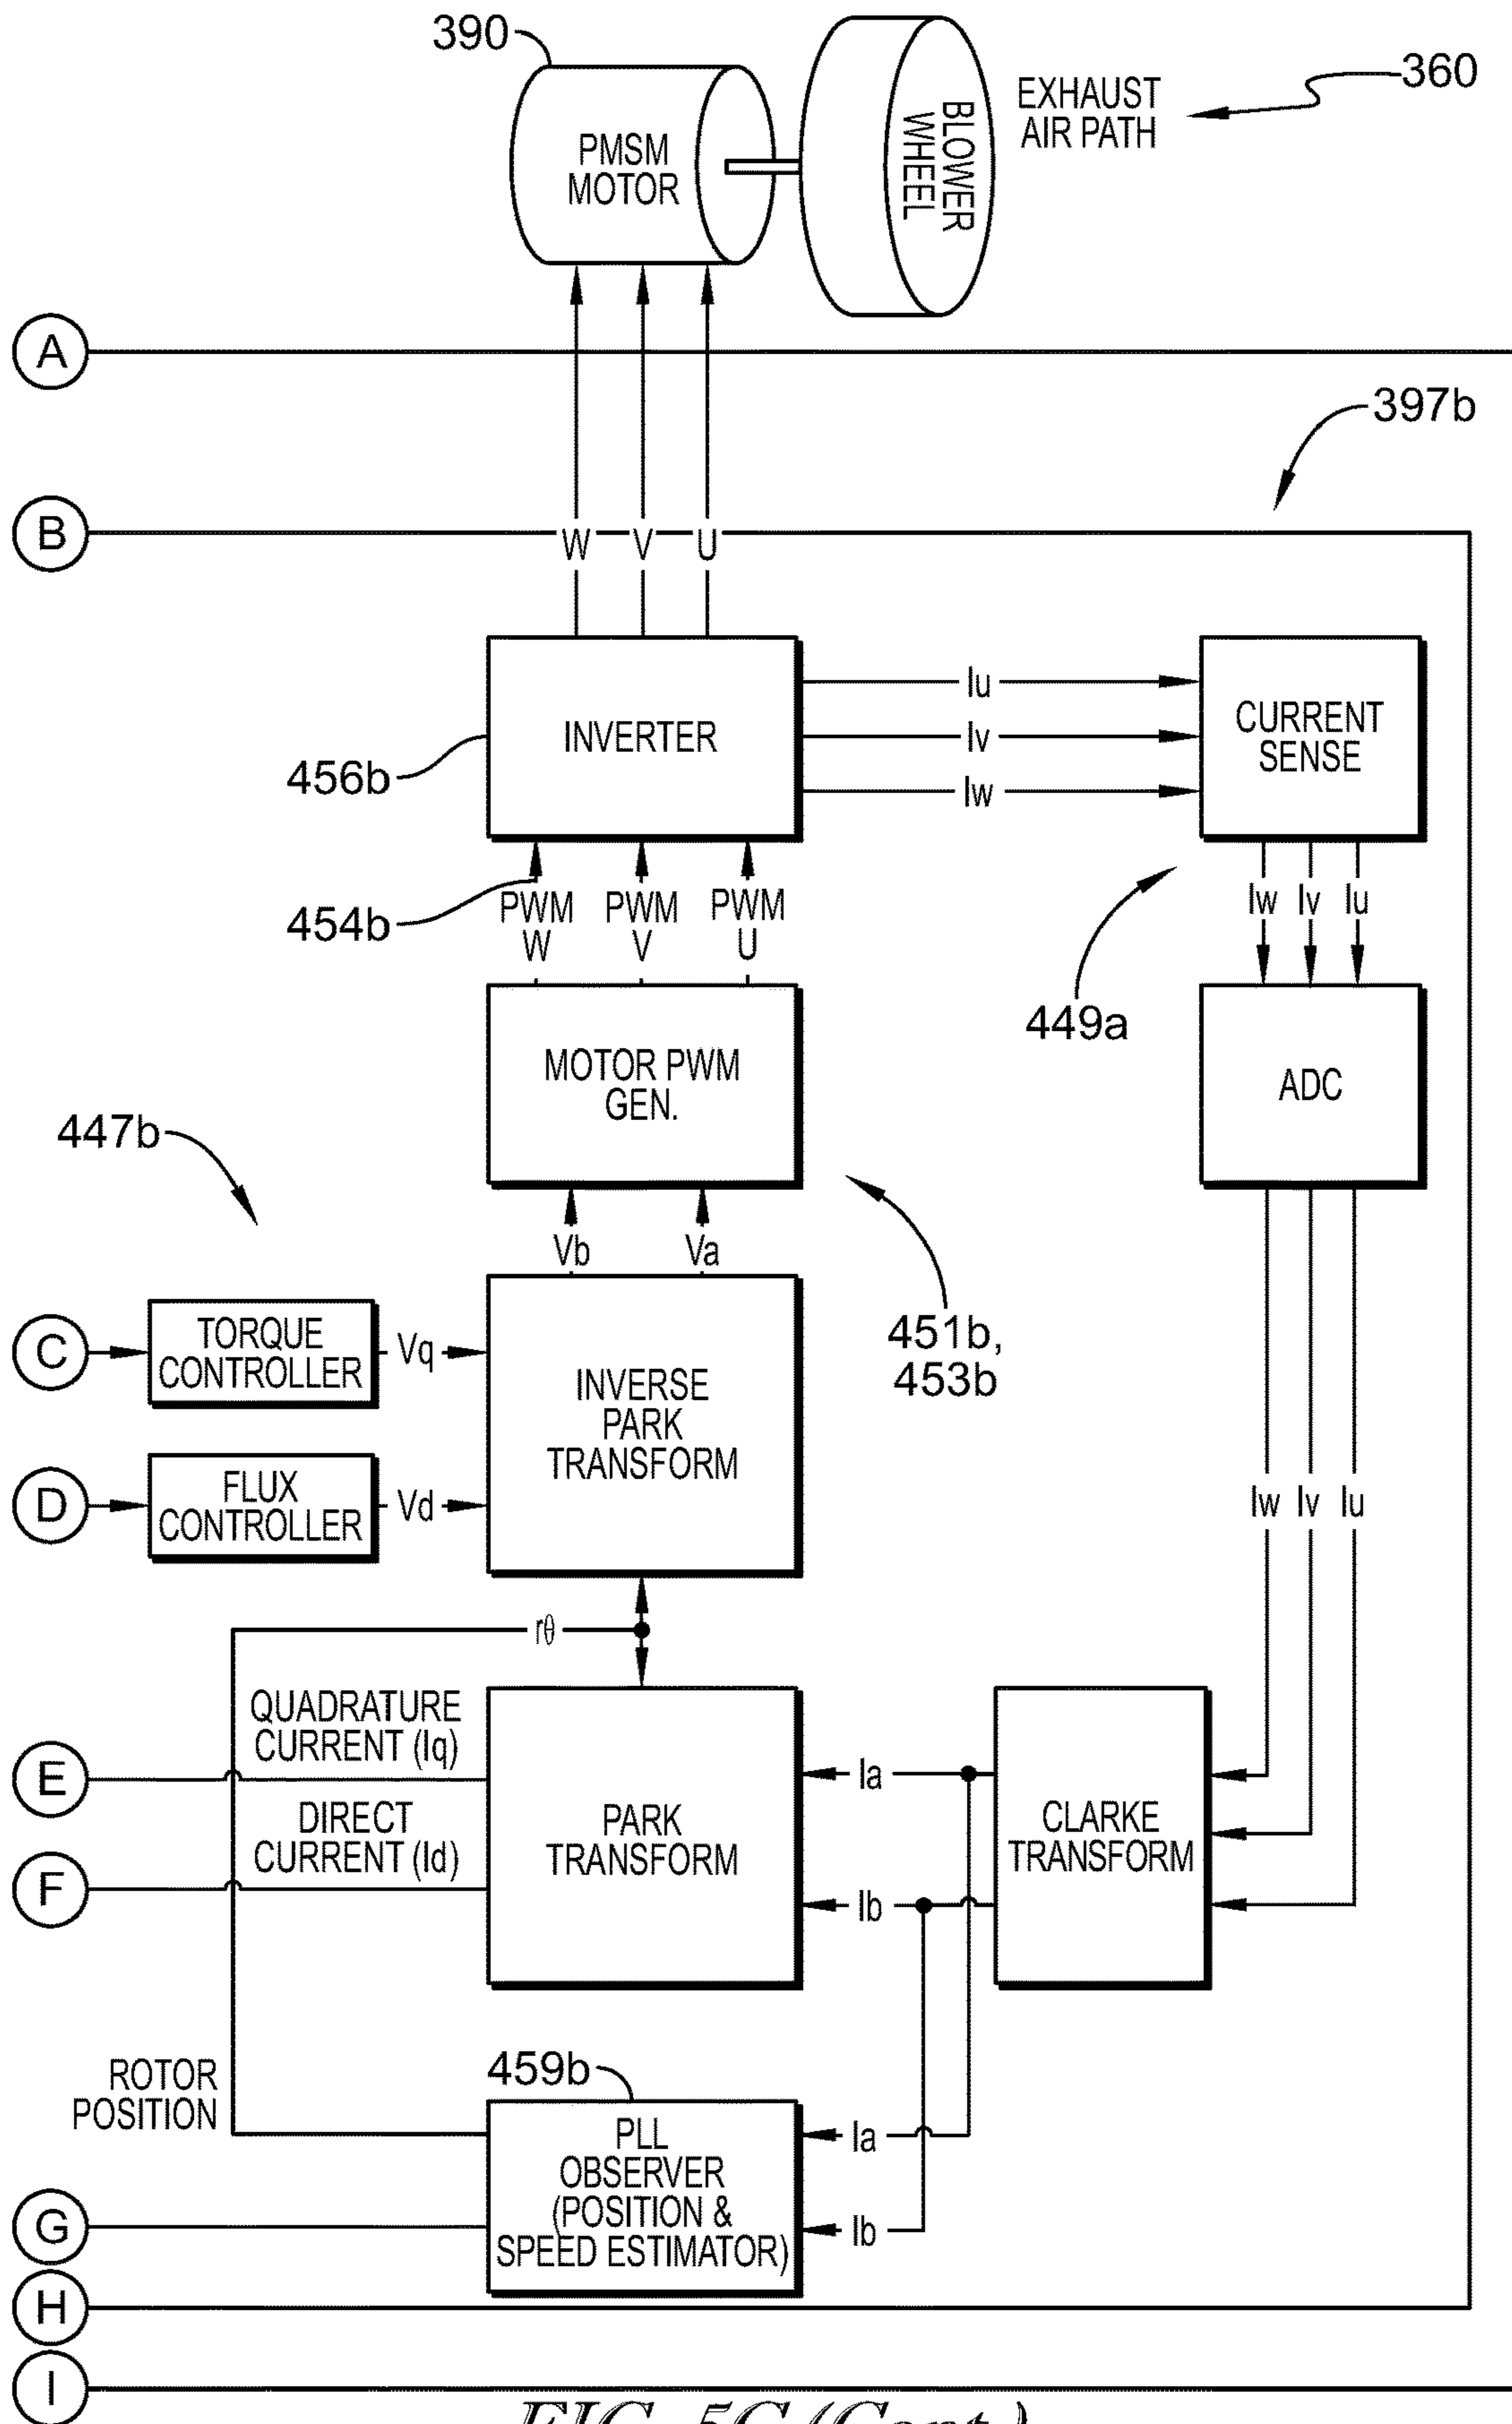 390
360
PMSM
MOTOR
BLOWER
WHEEL
EXHAUST
AIR PATH
A
397b
B
W V U
INVERTER
456b
Iu
Iv
Iw
CURRENT
SENSE
454b
PWM PWM PWM
W V U
Iw Iv Iu
449a
MOTOR PWM
GEN.
ADC
447b
Vb Va
451b,
453b
C
TORQUE
CONTROLLER
Vq
INVERSE
PARK
TRANSFORM
D
FLUX
CONTROLLER
Vd
Iw Iv Iu
rθ
QUADRATURE
CURRENT (Iq)
E
DIRECT
CURRENT (Id)
F
PARK
TRANSFORM
Ia
Ib
CLARKE
TRANSFORM
ROTOR
POSITION
459b
PLL
OBSERVER
(POSITION &
SPEED ESTIMATOR)
Ia
Ib
G
H
I
FIG. 5C (Cont.)